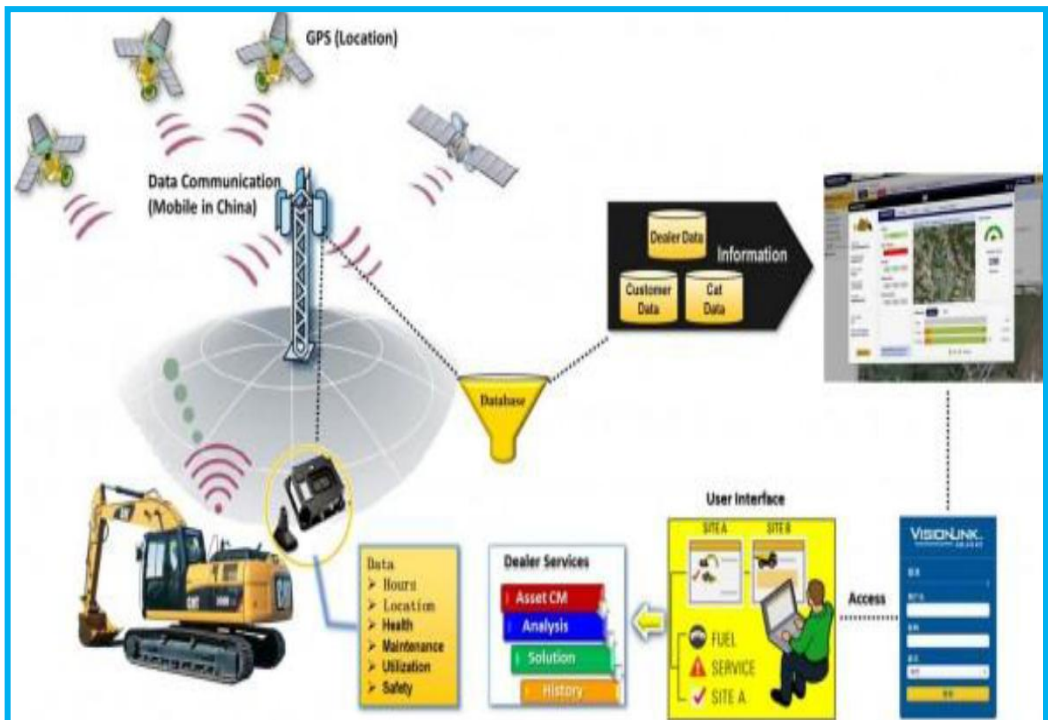 GPS (Location)
Data Communication
(Mobile in China)
Dealer Data
Information
Customer
Data
Cat
Data
Database
User Interface
SITE A
SITE B
VISIONLINK
Data
➢ Hours
➢ Location
➢ Health
➢ Maintenance
➢ Utilization
➢ Safety
Dealer Services
Asset CM
Analysis
Solution
History
FUEL
SERVICE
SITE A
Access
CAT